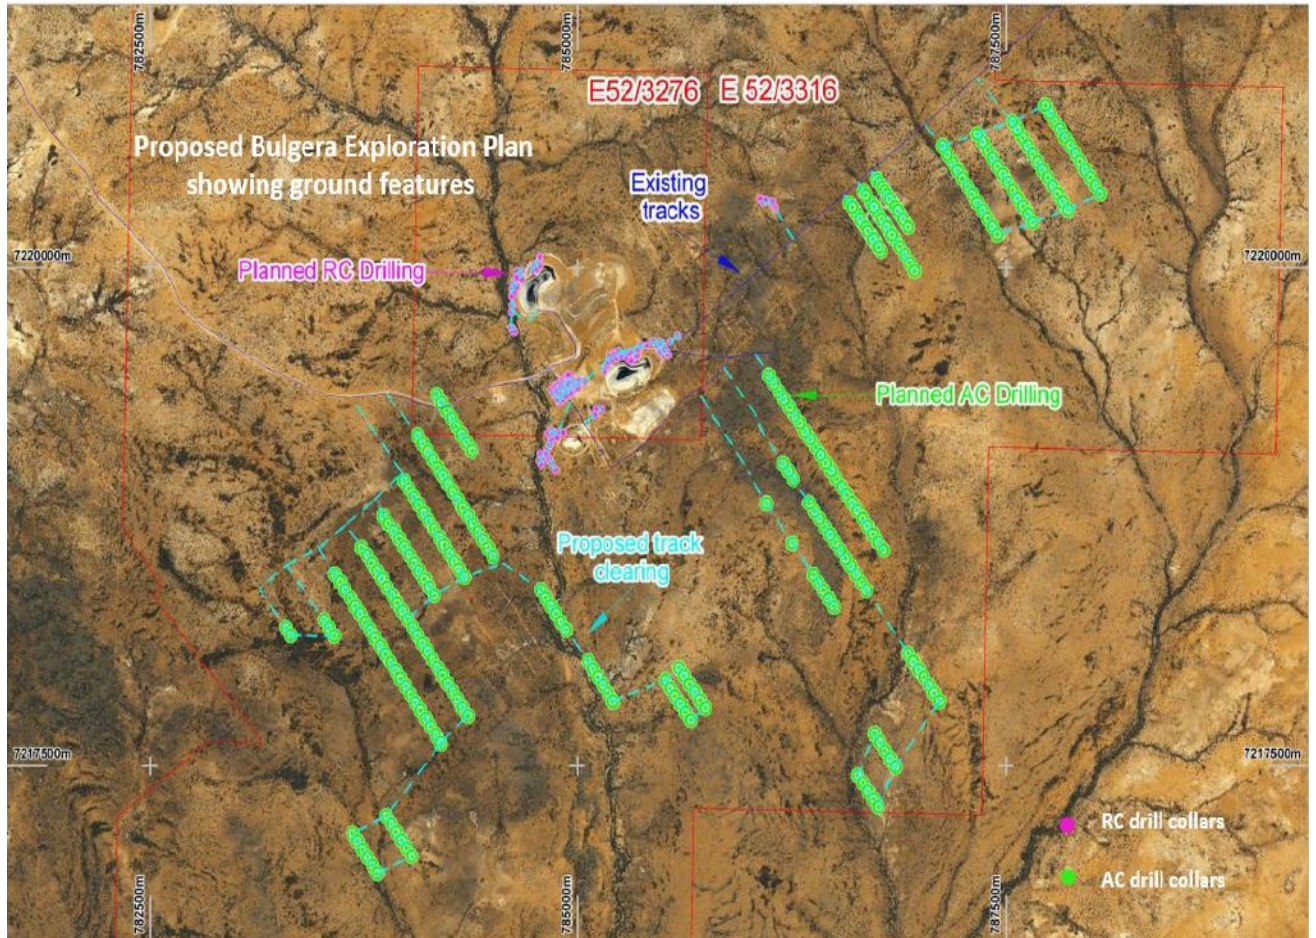 782500m
785000m
787500m
E52/3276
E 52/3316
Proposed Bulgera Exploration Plan
showing ground features
Existing
tracks
7220000m
Planned RC Drilling
7220000m
Planned AC Drilling
Proposed track
clearing
7217500m
7217500m
RC drill collars
AC drill collars
782500m
785000m
787500m